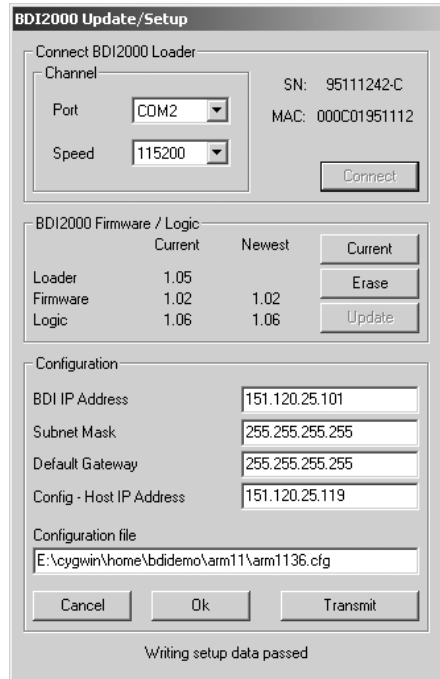 BDI2000 Update/Setup
Connect BDI2000 Loader
Channel
Port COM2
Speed 115200
SN: 95111242-C
MAC: 000C01951112
Connect
BDI2000 Firmware / Logic
Current Newest Current
Loader 1.05 Erase
Firmware 1.02 1.02
Logic 1.06 1.06 Update
Configuration
BDI IP Address 151.120.25.101
Subnet Mask 255.255.255.255
Default Gateway 255.255.255.255
Config - Host IP Address 151.120.25.119
Configuration file
E:\cygwin\home\bdidemo\arm11\arm1136.cfg
Cancel Ok Transmit
Writing setup data passed